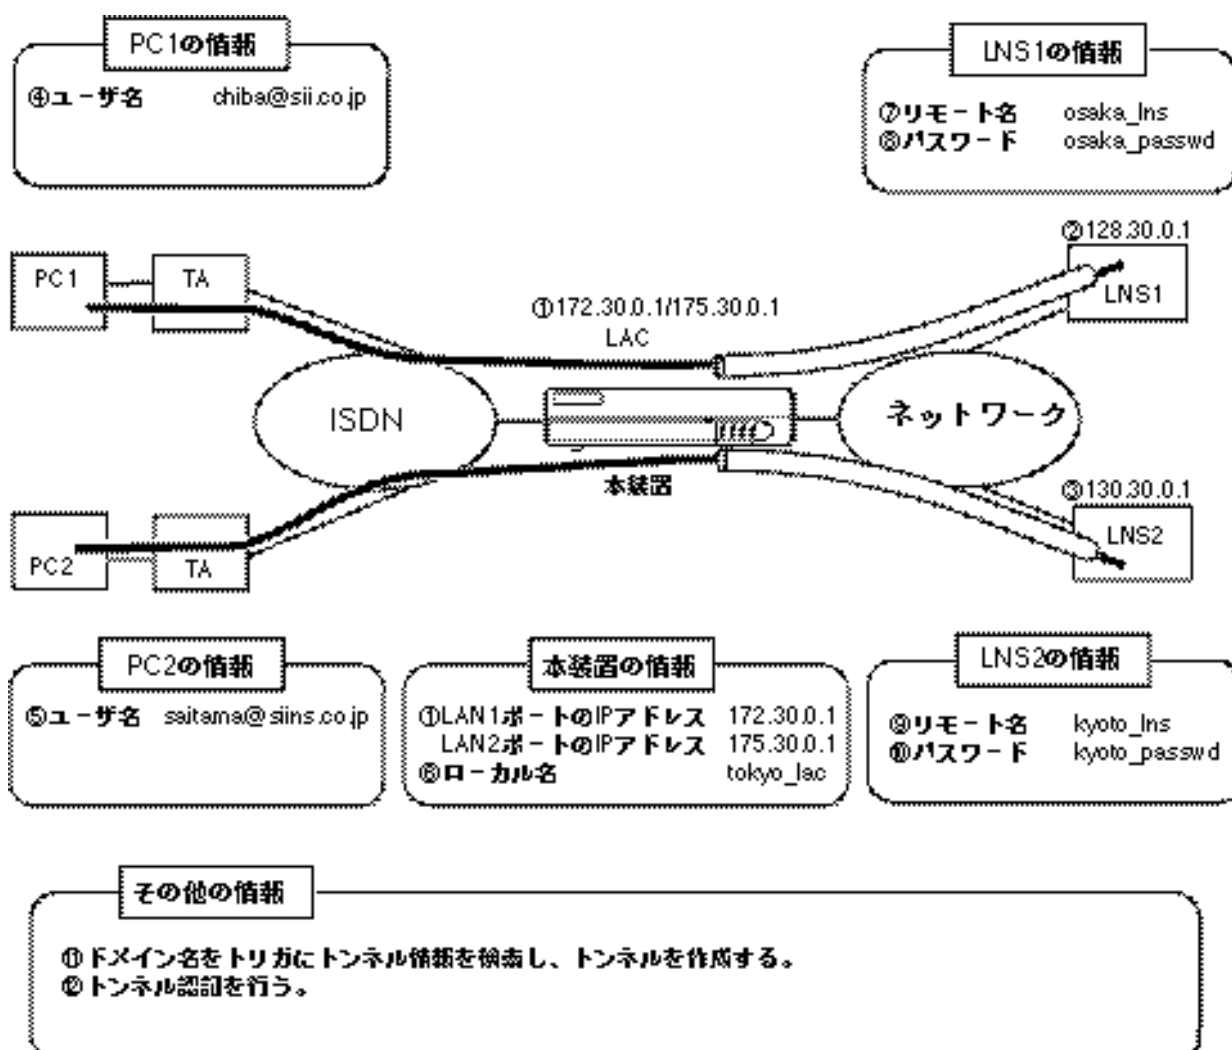 PC1の情報
④ユーザ名 chiba@sii.co.jp
LNS1の情報
⑦リモート名 osaka_lns
⑧パスワード osaka_passwd
②128.30.0.1
PC1
TA
LNS1
①172.30.0.1/175.30.0.1
LAC
ISDN
ネットワーク
本装置
③130.30.0.1
PC2
TA
LNS2
PC2の情報
⑤ユーザ名 saitama@siins.co.jp
本装置の情報
①LAN1ポートのIPアドレス 172.30.0.1
LAN2ポートのIPアドレス 175.30.0.1
⑥ローカル名 tokyo_lac
LNS2の情報
⑨リモート名 kyoto_lns
⑩パスワード kyoto_passwd
その他の情報
⑪ドメイン名をトリガにトンネル情報を検索し、トンネルを作成する。
⑫トンネル認証を行う。